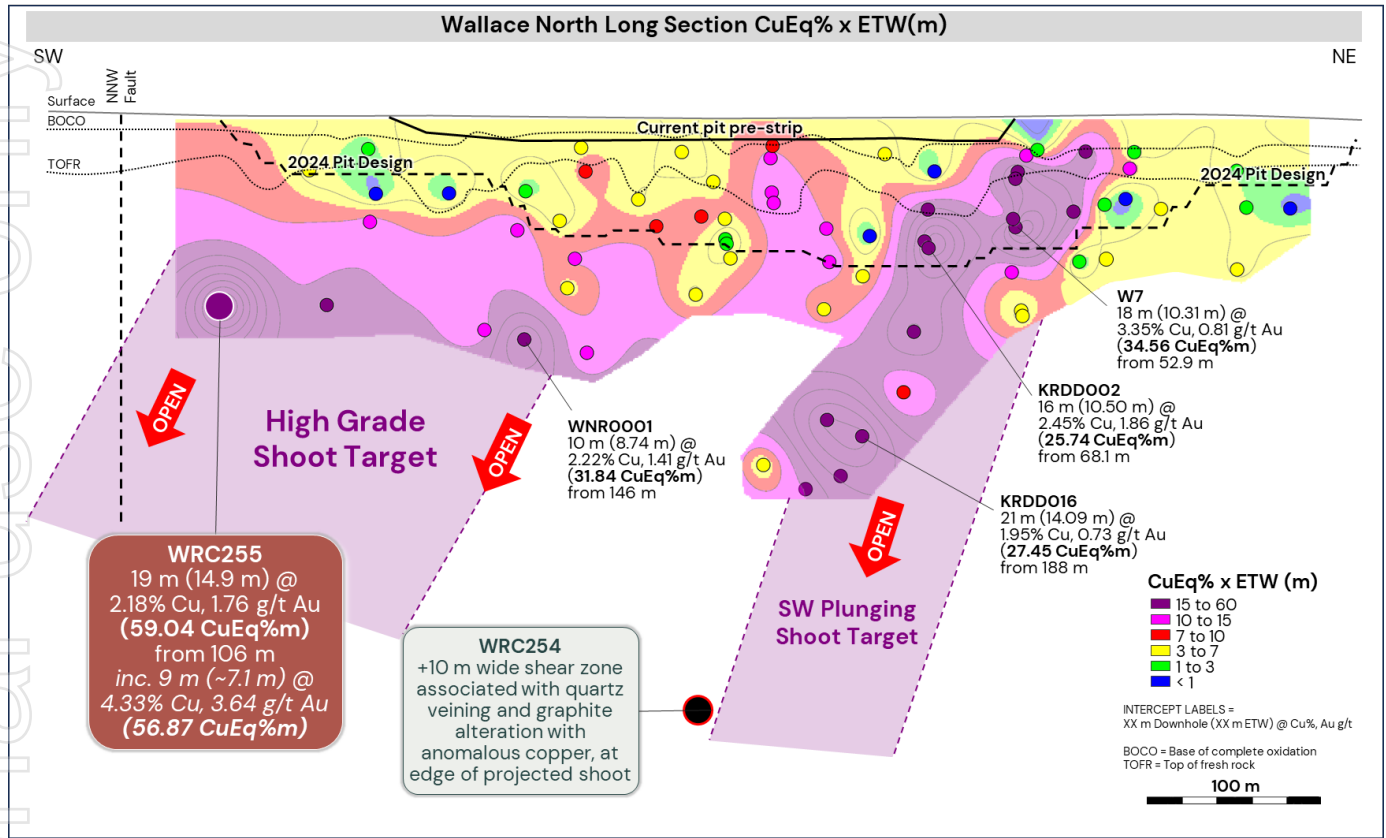 Wallace North Long Section CuEq% x ETW(m)
SW
NE
NNW
Fault
Surface
BOCO
TOFR
Current pit pre-strip
2024 Pit Design
2024 Pit Design
W7
18 m (10.31 m) @
3.35% Cu, 0.81 g/t Au
(34.56 CuEq%m)
from 52.9 m
KRDD002
16 m (10.50 m) @
2.45% Cu, 1.86 g/t Au
(25.74 CuEq%m)
from 68.1 m
OPEN
High Grade
Shoot Target
OPEN
WNR0001
10 m (8.74 m) @
2.22% Cu, 1.41 g/t Au
(31.84 CuEq%m)
from 146 m
KRDD016
21 m (14.09 m) @
1.95% Cu, 0.73 g/t Au
(27.45 CuEq%m)
from 188 m
OPEN
SW Plunging
Shoot Target
WRC255
19 m (14.9 m) @
2.18% Cu, 1.76 g/t Au
(59.04 CuEq%m)
from 106 m
inc. 9 m (~7.1 m) @
4.33% Cu, 3.64 g/t Au
(56.87 CuEq%m)
WRC254
+10 m wide shear zone
associated with quartz
veining and graphite
alteration with
anomalous copper, at
edge of projected shoot
CuEq% x ETW (m)
15 to 60
10 to 15
7 to 10
3 to 7
1 to 3
< 1
INTERCEPT LABELS =
XX m Downhole (XX m ETW) @ Cu%, Au g/t
BOCO = Base of complete oxidation
TOFR = Top of fresh rock
100 m